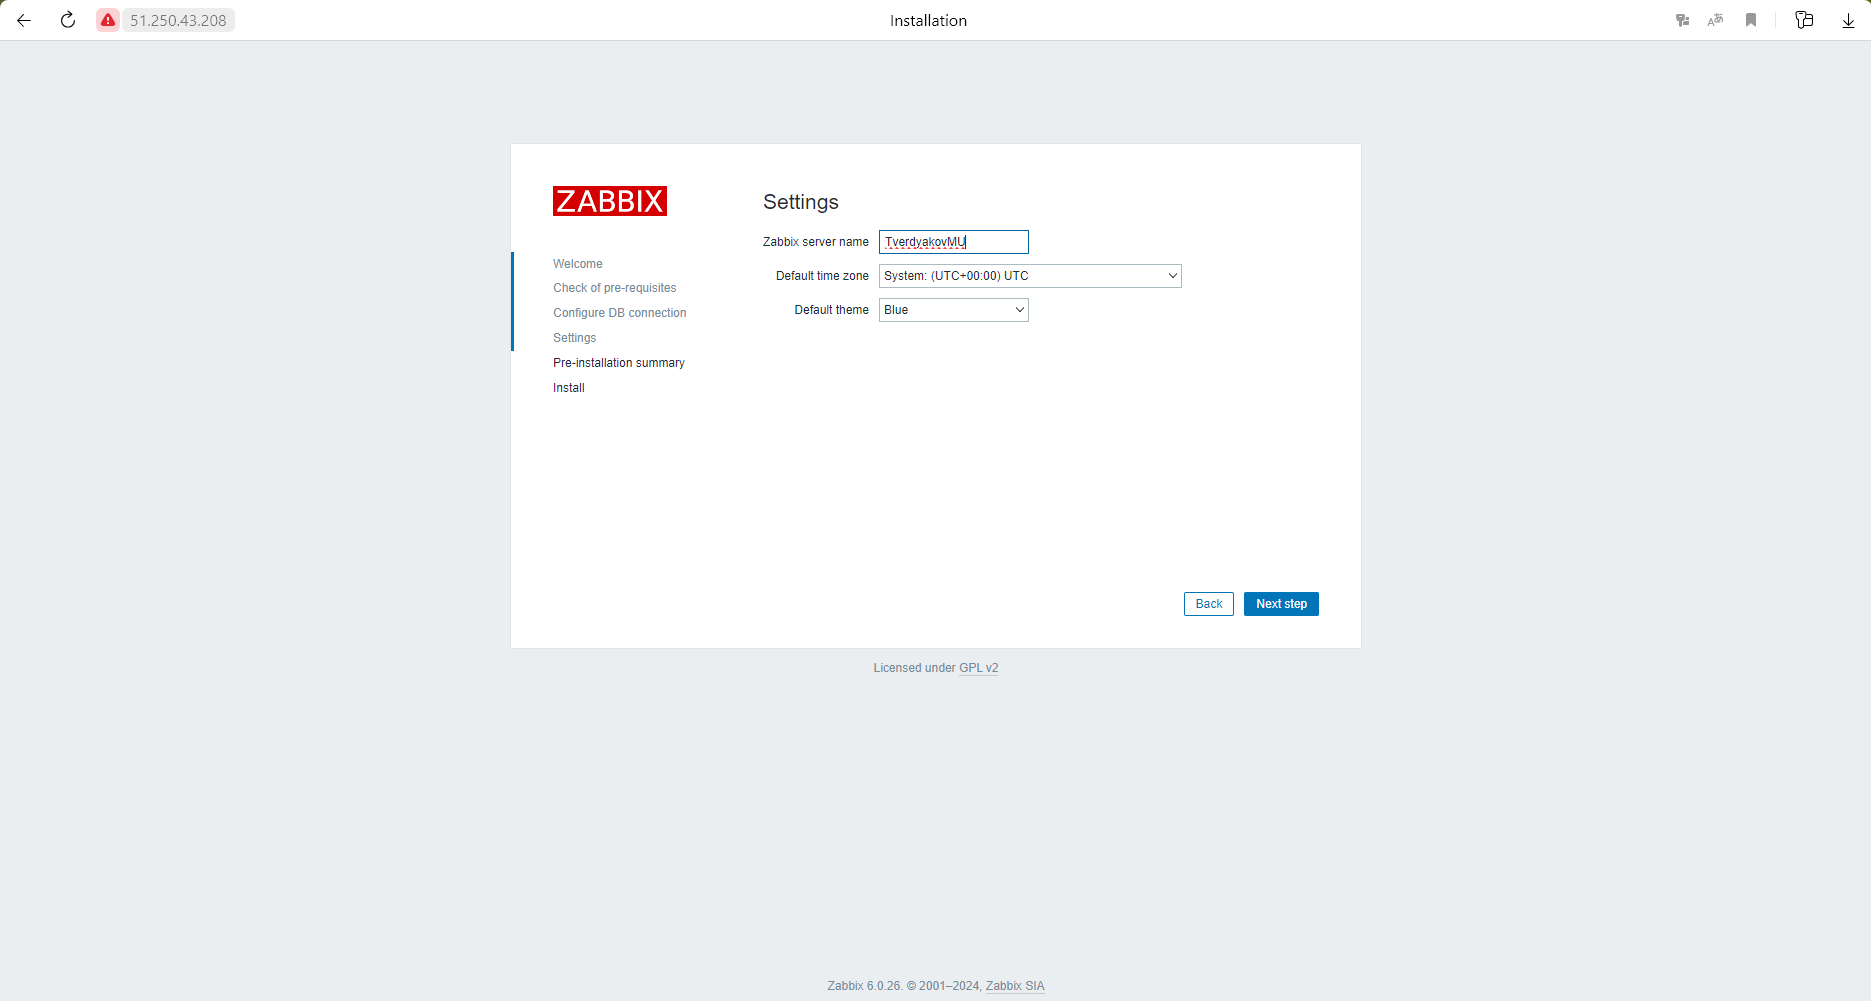 51.250.43.208
Installation
ZABBIX
Welcome
Check of pre-requisites
Configure DB connection
Settings
Pre-installation summary
Install
Settings
Zabbix server name TverdyakovMU
Default time zone System: (UTC+00:00) UTC
Default theme Blue
Back Next step
Licensed under GPL v2
Zabbix 6.0.26. © 2001–2024, Zabbix SIA